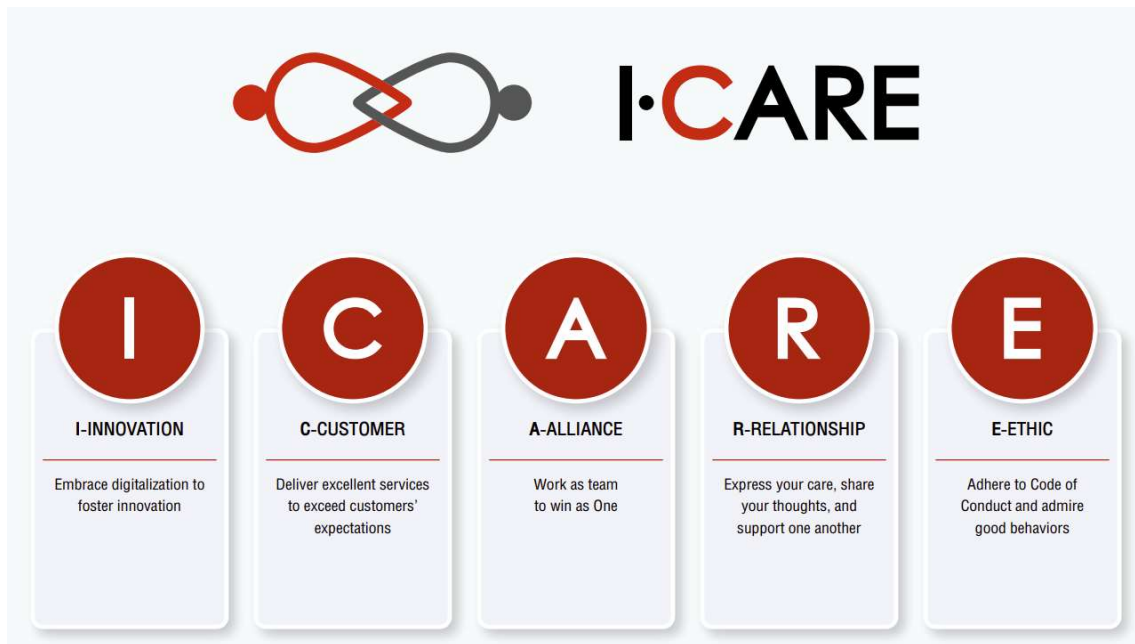 I·CARE
I
I-INNOVATION
Embrace digitalization to
foster innovation
C
C-CUSTOMER
Deliver excellent services
to exceed customers’
expectations
A
A-ALLIANCE
Work as team
to win as One
R
R-RELATIONSHIP
Express your care, share
your thoughts, and
support one another
E
E-ETHIC
Adhere to Code of
Conduct and admire
good behaviors